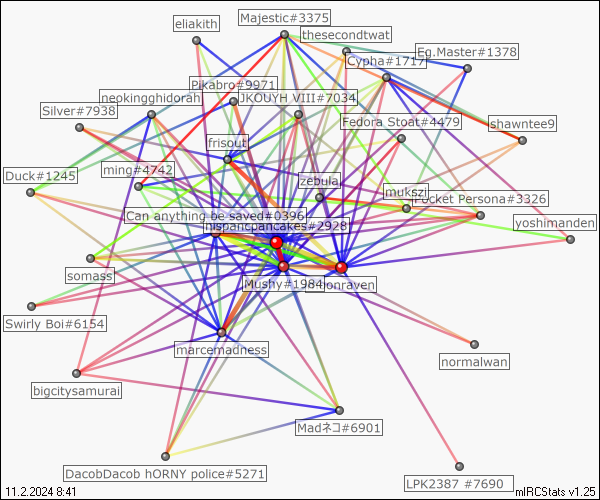 Majestic#3375
eliakith
thesecondtwat
Eg.Master#1378
Cypha#1717
Pikabro#9971
neokingghidorah
JKOUYH VIII#7034
Silver#7938
Fedora Stoat#4479
shawntee9
frisout
ming#4742
Duck#1245
zebula
mukszi
Pocket Persona#3326
Can anything be saved#0396
hispanicpancakes#2928
yoshimanden
somass
Mushy#1984
onraven
Swirly Boi#6154
marcemadness
normalwan
bigcitysamurai
Madネコ#6901
DacobDacob hORNY police#5271
LPK2387 #7690
11.2.2024 8:41
mIRCStats v1.25